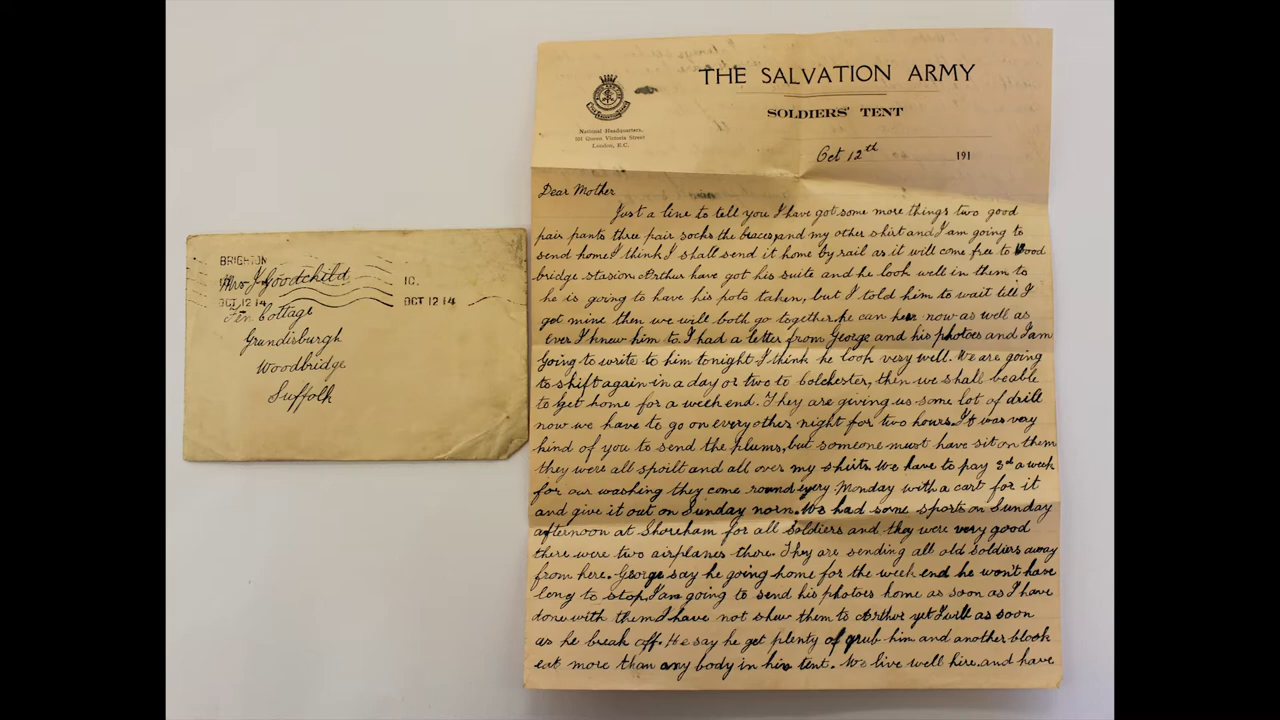 BRIGHTON
Mrs J Goodchild
1C.
OCT 12 14
OCT 12 14
Fen Cottage
Grundisburgh
Woodbridge
Suffolk
THE SALVATION ARMY
SOLDIERS' TENT
National Headquarters,
101 Queen Victoria Street
London, E.C.
Oct 12th 191
Dear Mother
Just a line to tell you I have got some more things two good
pair pants three pair socks the braces and my other shirt and I am going to
send home I think I shall send it home by rail as it will come free to Wood
bridge stasion. Arthur have got his suite and he look well in them to
he is going to have his poto taken, but I told him to wait till I
get mine then we will both go together. he can hear now as well as
ever I knew him to. I had a letter from George and his photoes and I am
Going to write to him tonight I think he look very well. We are going
to shift again in a day or two to Colchester, then we shall be able
to get home for a week end. They are giving us some lot of drill
now we have to go on every other night for two hours. It was very
kind of you to send the plums, but someone must have sit on them
they were all spoilt and all over my shirts. We have to pay 3d a week
for our washing they come round every Monday with a cart for it
and give it out on Sunday norn. We had some sports on Sunday
afternoon at Shoreham for all Soldiers and they were very good
there were two airplanes there. They are sending all old soldiers away
from here. George say he going home for the week end he won't have
long to stop. I am going to send his photoes home as soon as I have
done with them I have not shew them to Arthur yet I will as soon
as he break off. He say he get plenty of grub him and another block
eat more than any body in his tent. We live well here and have